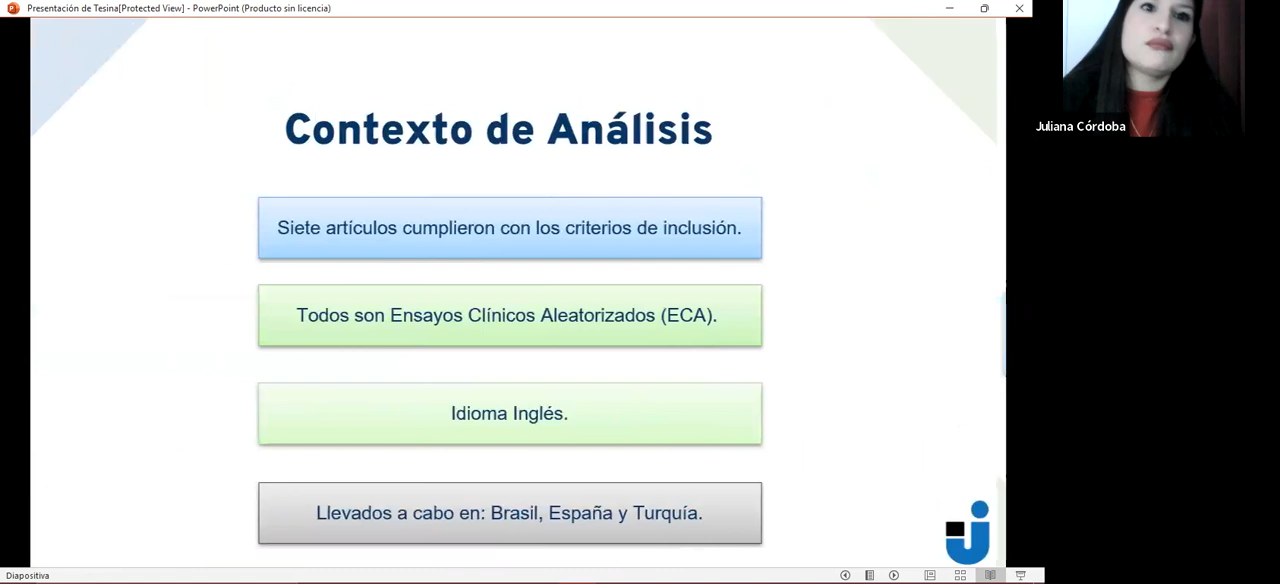 Presentación de Tesina[Protected View] - PowerPoint (Producto sin licencia)
Juliana Córdoba
Contexto de Análisis
Siete artículos cumplieron con los criterios de inclusión.
Todos son Ensayos Clínicos Aleatorizados (ECA).
Idioma Inglés.
Llevados a cabo en: Brasil, España y Turquía.
Diapositiva